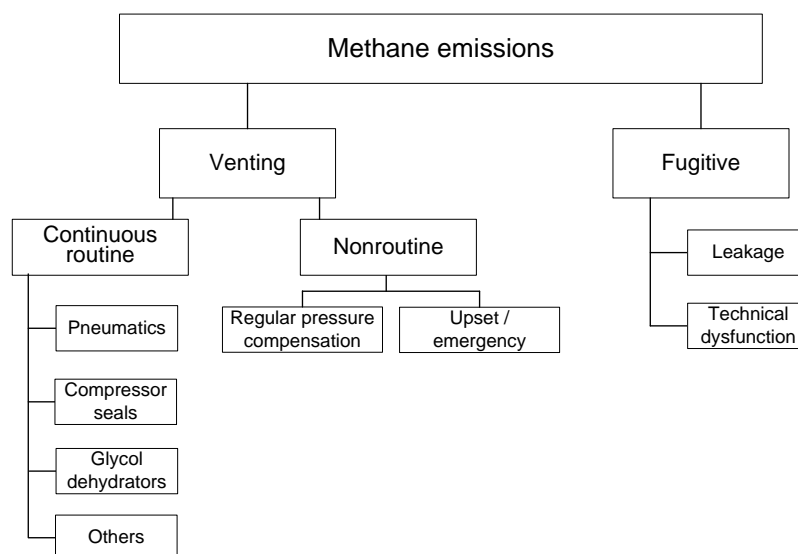 Methane emissions
Venting
Fugitive
Continuous
routine
Nonroutine
Leakage
Pneumatics
Regular pressure
compensation
Upset /
emergency
Technical
dysfunction
Compressor
seals
Glycol
dehydrators
Others